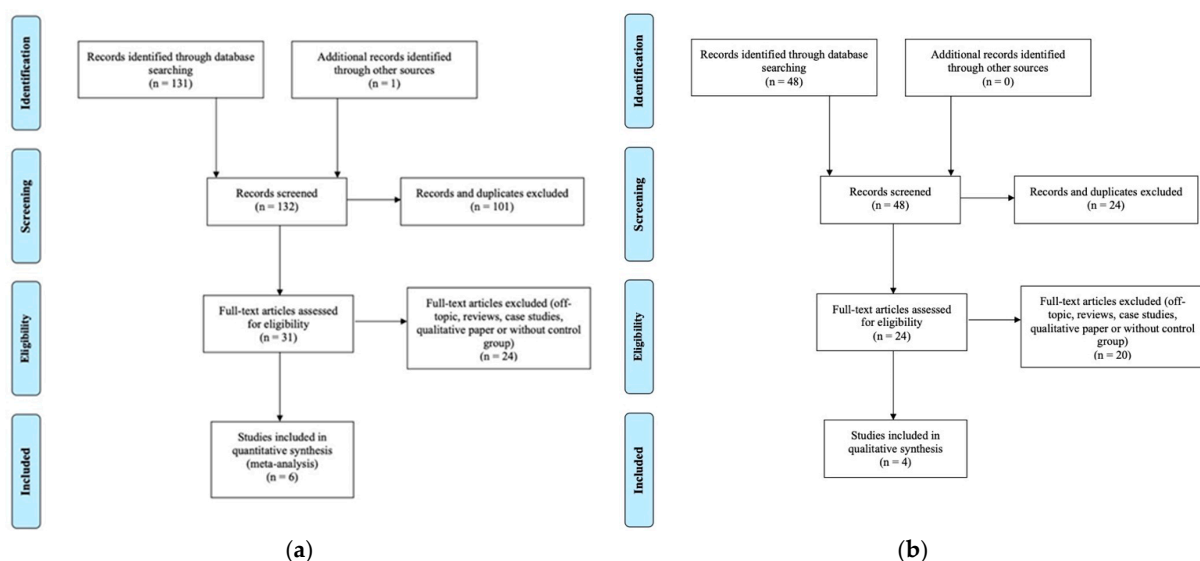 Identification
Records identified through database
searching
(n = 131)
Additional records identified
through other sources
(n = 1)
Screening
Records screened
(n = 132)
Records and duplicates excluded
(n = 101)
Eligibility
Full-text articles assessed
for eligibility
(n = 31)
Full-text articles excluded (off-
topic, reviews, case studies,
qualitative paper or without control
group)
(n = 24)
Included
Studies included in
quantitative synthesis
(meta-analysis)
(n = 6)
(a)
Identification
Records identified through database
searching
(n = 48)
Additional records identified
through other sources
(n = 0)
Screening
Records screened
(n = 48)
Records and duplicates excluded
(n = 24)
Eligibility
Full-text articles assessed
for eligibility
(n = 24)
Full-text articles excluded (off-
topic, reviews, case studies,
qualitative paper or without control
group)
(n = 20)
Included
Studies included in
qualitative synthesis
(n = 4)
(b)